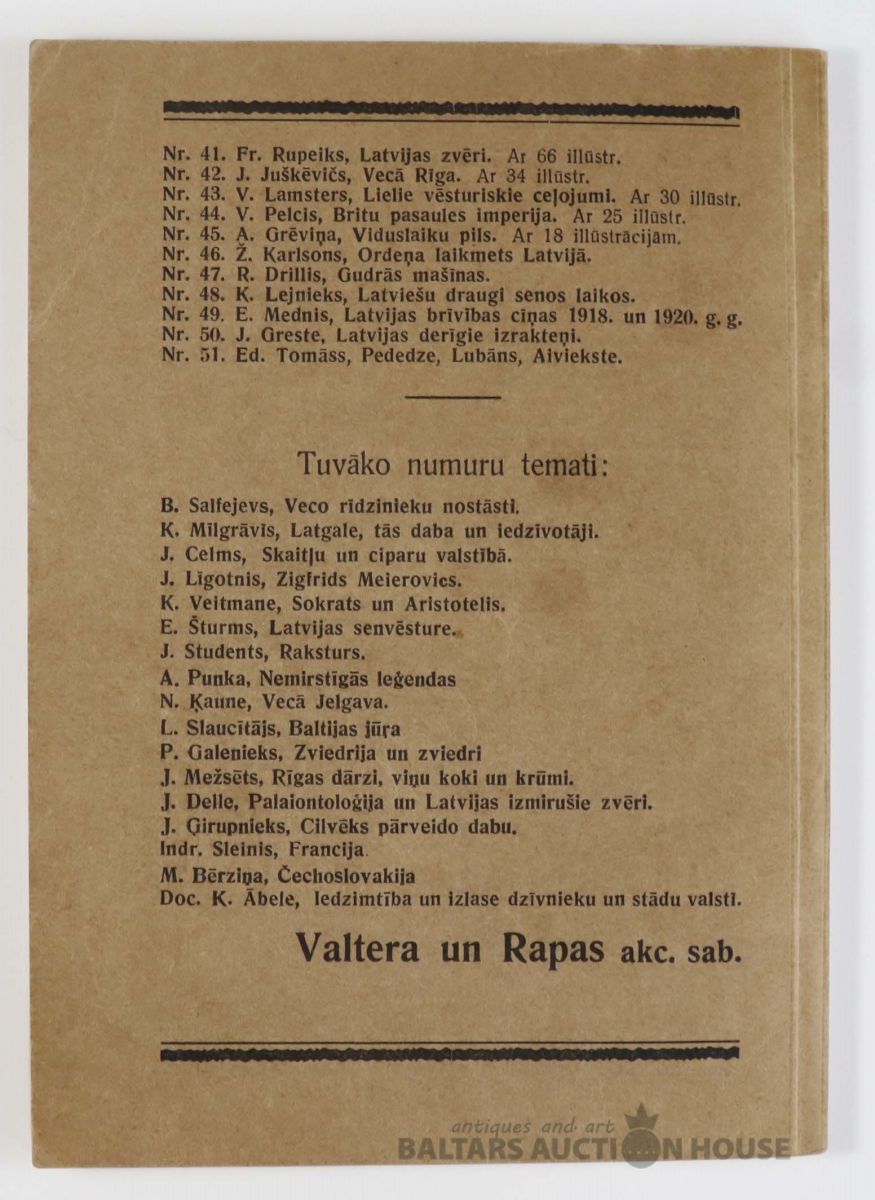 Nr. 41. Fr. Rupeiks, Latvijas zvēri. Ar 66 illūstr.
Nr. 42. J. Juškēvičs, Vecā Rīga. Ar 34 illūstr.
Nr. 43. V. Lamsters, Lielie vēsturiskie ceļojumi. Ar 30 illūstr.
Nr. 44. V. Pelcis, Britu pasaules imperija. Ar 25 illūstr.
Nr. 45. A. Grēviņa, Viduslaiku pils. Ar 18 illūstrācijām.
Nr. 46. Ž. Karlsons, Ordeņa laikmets Latvijā.
Nr. 47. R. Drillis, Gudrās mašīnas.
Nr. 48. K. Lejnieks, Latviešu draugi senos laikos.
Nr. 49. E. Mednis, Latvijas brīvības cīņas 1918. un 1920. g. g.
Nr. 50. J. Greste, Latvijas derīgie izrakteņi.
Nr. 51. Ed. Tomāss, Pededze, Lubāns, Aiviekste.
Tuvāko numuru temati:
B. Salfejevs, Veco rīdzinieku nostāsti.
K. Mīlgrāvis, Latgale, tās daba un iedzīvotāji.
J. Celms, Skaitļu un ciparu valstībā.
J. Līgotnis, Zigfrids Meierovics.
K. Veitmane, Sokrats un Aristotelis.
E. Šturms, Latvijas senvēsture.
J. Students, Raksturs.
A. Punka, Nemirstīgās leģendas
N. Ķaune, Vecā Jelgava.
L. Slaucītājs, Baltijas jūŗa
P. Galenieks, Zviedrija un zviedri
J. Mežsēts, Rīgas dārzi, viņu koki un krūmi.
J. Delle, Palaiontoloģija un Latvijas izmirušie zvēri.
J. Ģirupnieks, Cilvēks pārveido dabu.
Indr. Sleinis, Francija.
M. Bērziņa, Čechoslovakija
Doc. K. Ābele, Iedzimtība un izlase dzīvnieku un stādu valstī.
Valtera un Rapas akc. sab.
antiques and art
BALTARS AUCTION HOUSE